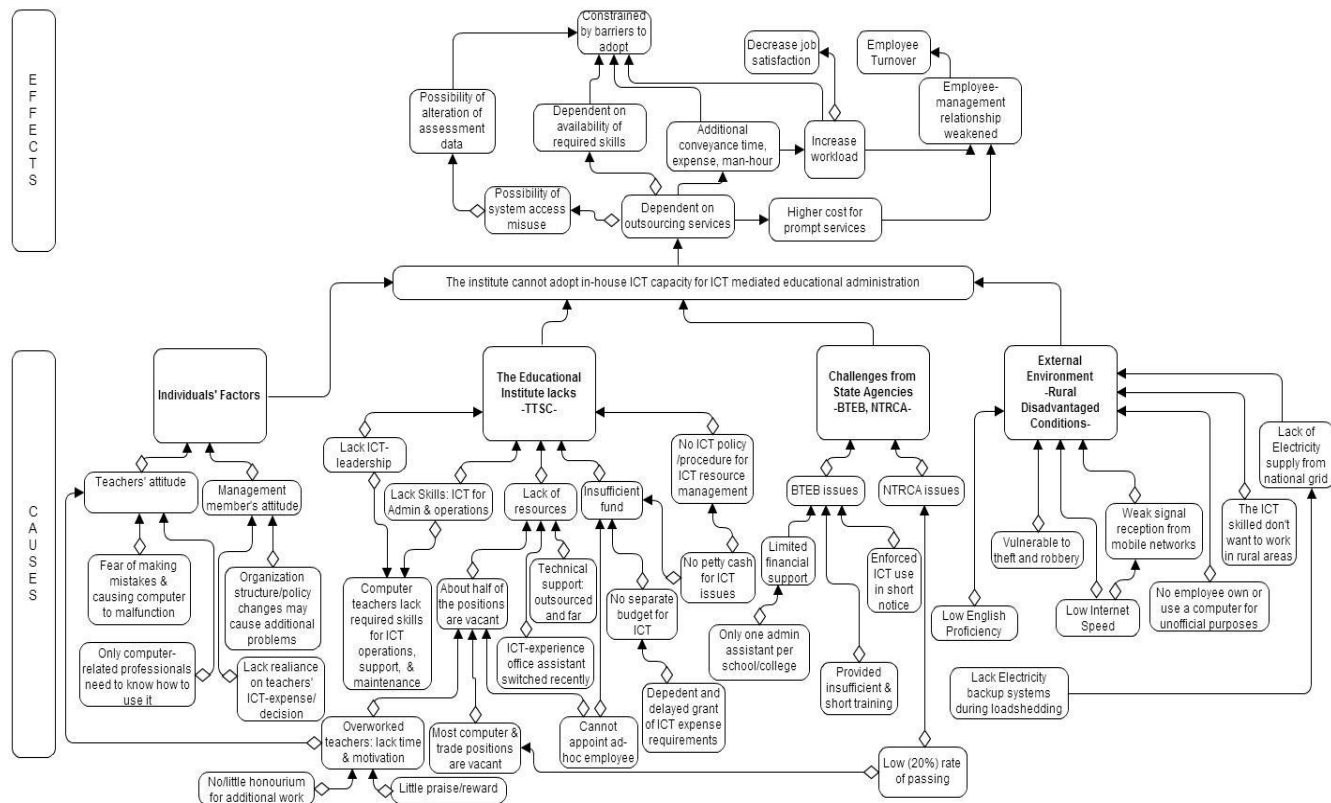 EFFECTS
Constrained
by barriers to
adopt
Decrease job
satisfaction
Employee
Turnover
Possibility of
alteration of
assessment
data
Dependent on
availability of
required skills
Additional
conveyance time,
expense, man-hour
Increase
workload
Employee-
management
relationship
weakened
Possibility of
system access
misuse
Dependent on
outsourcing services
Higher cost for
prompt services
The institute cannot adopt in-house ICT capacity for ICT mediated educational administration
CAUSES
Individuals' Factors
The Educational
Institute lacks
-TTSC-
Challenges from
State Agencies
-BTEB, NTRCA-
External
Environment
-Rural
Disadvantaged
Conditions-
Teachers' attitude
Management
member's attitude
Fear of making
mistakes &
causing computer
to malfunction
Organization
structure/policy
changes may
cause additional
problems
Only computer-
related professionals
need to know how to
use it
Lack realiance
on teachers'
ICT-expense/
decision
Lack ICT-
leadership
Lack Skills: ICT for
Admin & operations
Lack of
resources
Insufficient
fund
No ICT policy
/procedure for
ICT resource
management
Computer
teachers lack
required skills
for ICT
operations,
support, &
maintenance
About half of
the positions
are vacant
Technical
support:
outsourced
and far
No separate
budget for
ICT
No petty cash
for ICT
issues
ICT-experience
office assistant
switched recently
Depedent and
delayed grant
of ICT expense
requirements
Overworked
teachers: lack time
& motivation
Most computer &
trade positions
are vacant
Cannot
appoint ad-
hoc employee
No/little honourium
for additional work
Little praise/reward
BTEB issues
NTRCA issues
Limited
financial
support
Enforced
ICT use in
short notice
Only one admin
assistant per
school/college
Provided
insufficient &
short training
Low (20%) rate
of passing
Lack of
Electricity
supply from
national grid
Vulnerable to
theft and robbery
Weak signal
reception from
mobile networks
The ICT
skilled don't
want to work
in rural areas
Low English
Proficiency
Low Internet
Speed
No employee own or
use a computer for
unofficial purposes
Lack Electricity
backup systems
during loadshedding